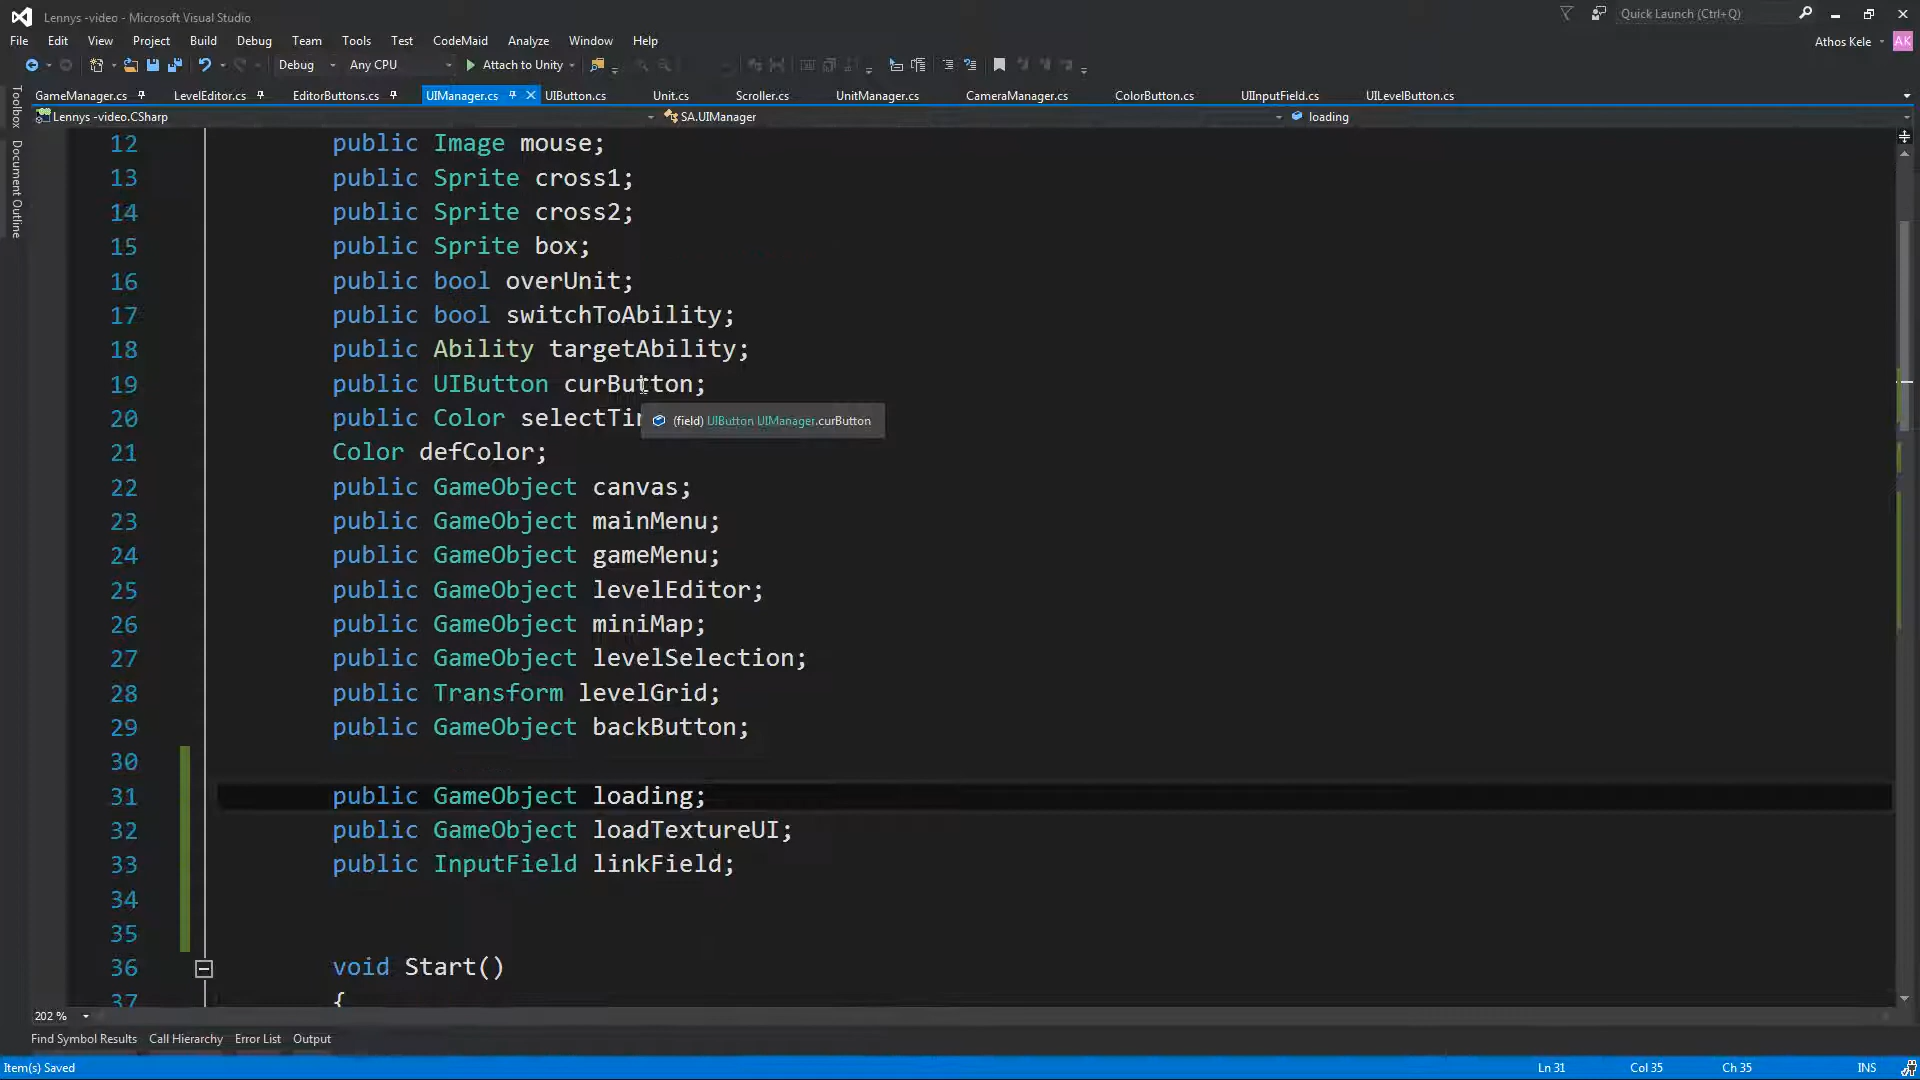 Lennys -video - Microsoft Visual Studio
Quick Launch (Ctrl+Q)
File Edit View Project Build Debug Team Tools Test CodeMaid Analyze Window Help
Athos Kele AK
Debug Any CPU Attach to Unity
GameManager.cs LevelEditor.cs EditorButtons.cs UIManager.cs UIButton.cs Unit.cs Scroller.cs UnitManager.cs CameraManager.cs ColorButton.cs UIInputField.cs UILevelButton.cs
Toolbox
Document Outline
Lennys -video.CSharp SA.UIManager loading
12 public Image mouse;
13 public Sprite cross1;
14 public Sprite cross2;
15 public Sprite box;
16 public bool overUnit;
17 public bool switchToAbility;
18 public Ability targetAbility;
19 public UIButton curButton;
20 public Color
(field) UIButton UIManager.curButton
21 Color defColor;
22 public GameObject canvas;
23 public GameObject mainMenu;
24 public GameObject gameMenu;
25 public GameObject levelEditor;
26 public GameObject miniMap;
27 public GameObject levelSelection;
28 public Transform levelGrid;
29 public GameObject backButton;
30
31 public GameObject loading;
32 public GameObject loadTextureUI;
33 public InputField linkField;
34
35
36 void Start()
37 {
202 %
Find Symbol Results Call Hierarchy Error List Output
Item(s) Saved Ln 31 Col 35 Ch 35 INS